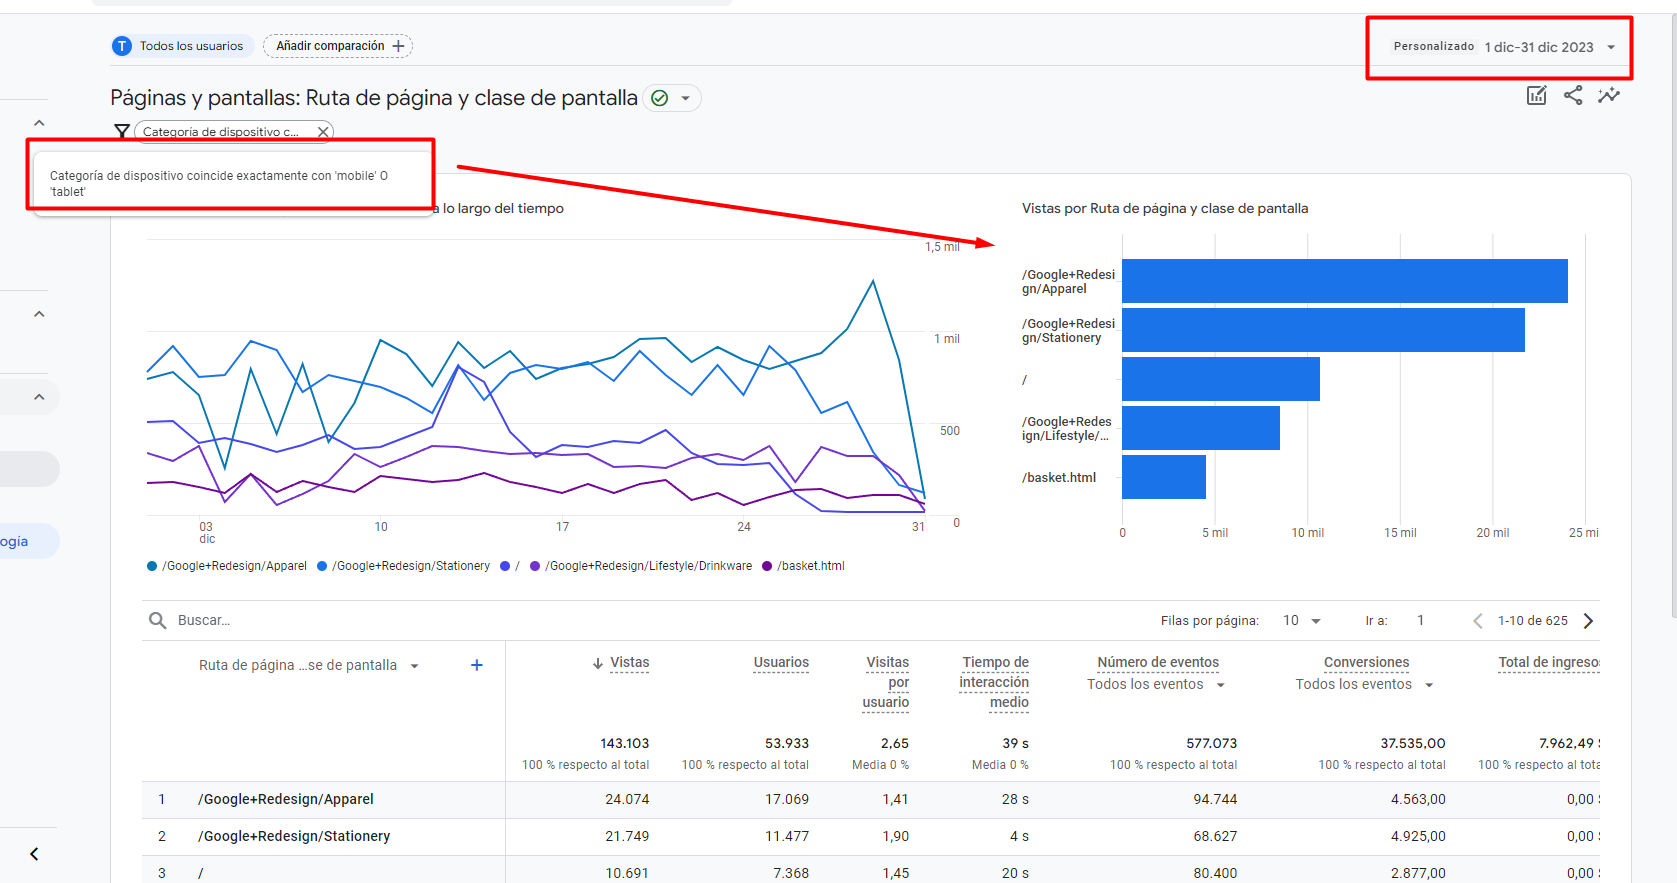 T Todos los usuarios
Añadir comparación +
Personalizado 1 dic-31 dic 2023
Páginas y pantallas: Ruta de página y clase de pantalla
Categoría de dispositivo c...
Categoría de dispositivo coincide exactamente con 'mobile' O
'tablet'
a lo largo del tiempo
1,5 mil
1 mil
500
0
03
dic
10
17
24
31
/Google+Redesign/Apparel
/Google+Redesign/Stationery
/
/Google+Redesign/Lifestyle/Drinkware
/basket.html
Vistas por Ruta de página y clase de pantalla
/Google+Redesi
gn/Apparel
/Google+Redesi
gn/Stationery
/
/Google+Redes
ign/Lifestyle/...
/basket.html
0
5 mil
10 mil
15 mil
20 mil
25 mil
ogía
Buscar...
Filas por página: 10
Ir a: 1
1-10 de 625
Ruta de página ...se de pantalla
+
Vistas
Usuarios
Visitas
por
usuario
Tiempo de
interacción
medio
Número de eventos
Todos los eventos
Conversiones
Todos los eventos
Total de ingresos
143.103
53.933
2,65
39 s
577.073
37.535,00
7.962,49 $
100 % respecto al total
100 % respecto al total
Media 0 %
Media 0 %
100 % respecto al total
100 % respecto al total
100 % respecto al tota
1 /Google+Redesign/Apparel 24.074 17.069 1,41 28 s 94.744 4.563,00 0,00 $
2 /Google+Redesign/Stationery 21.749 11.477 1,90 4 s 68.627 4.925,00 0,00 $
3 / 10.691 7.368 1,45 20 s 80.400 2.877,00 0,00 $